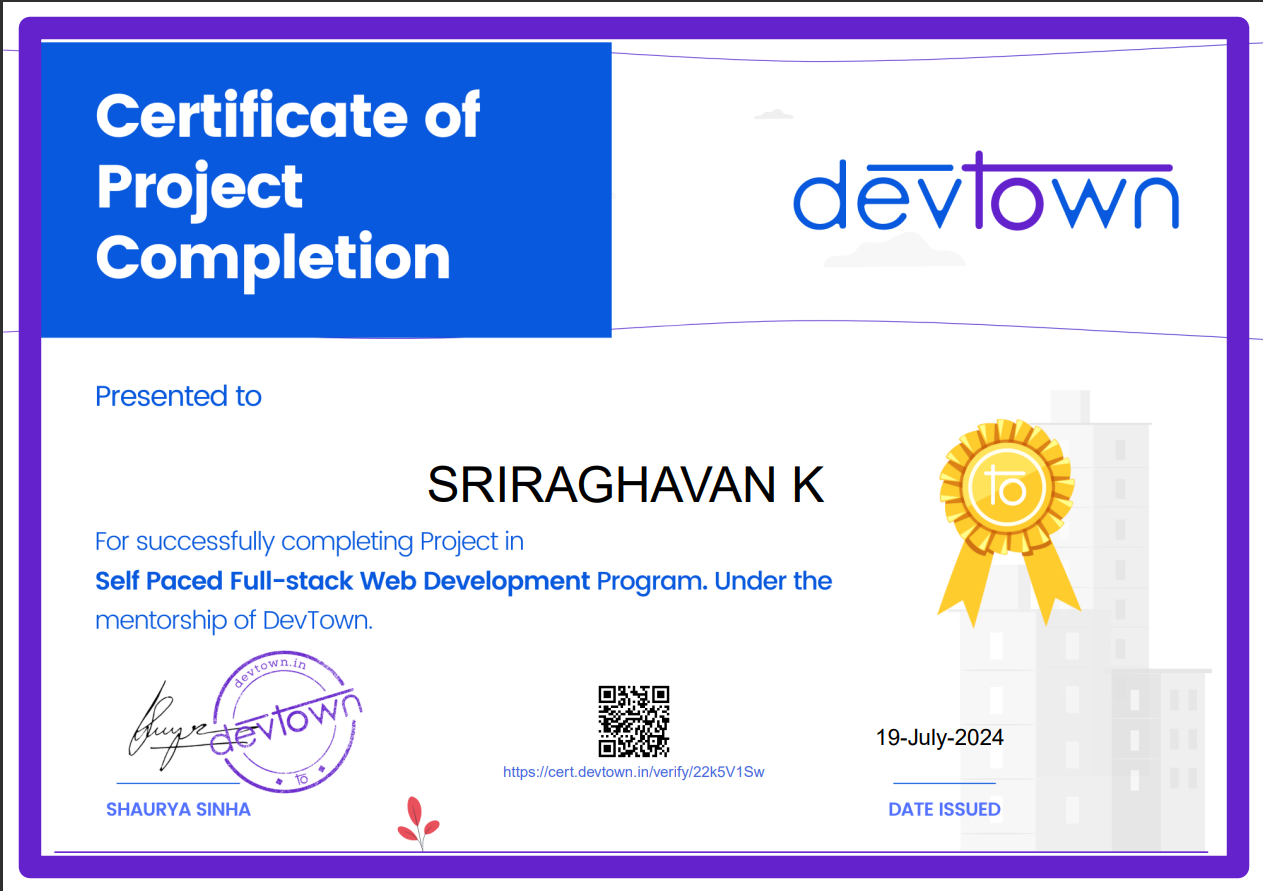 Certificate of
Project
Completion
devtown
Presented to
SRIRAGHAVAN K
to
For successfully completing Project in
Self Paced Full-stack Web Development Program. Under the
mentorship of DevTown.
devtown.in
devtown
to
19-July-2024
https://cert.devtown.in/verify/22k5V1Sw
SHAURYA SINHA
DATE ISSUED